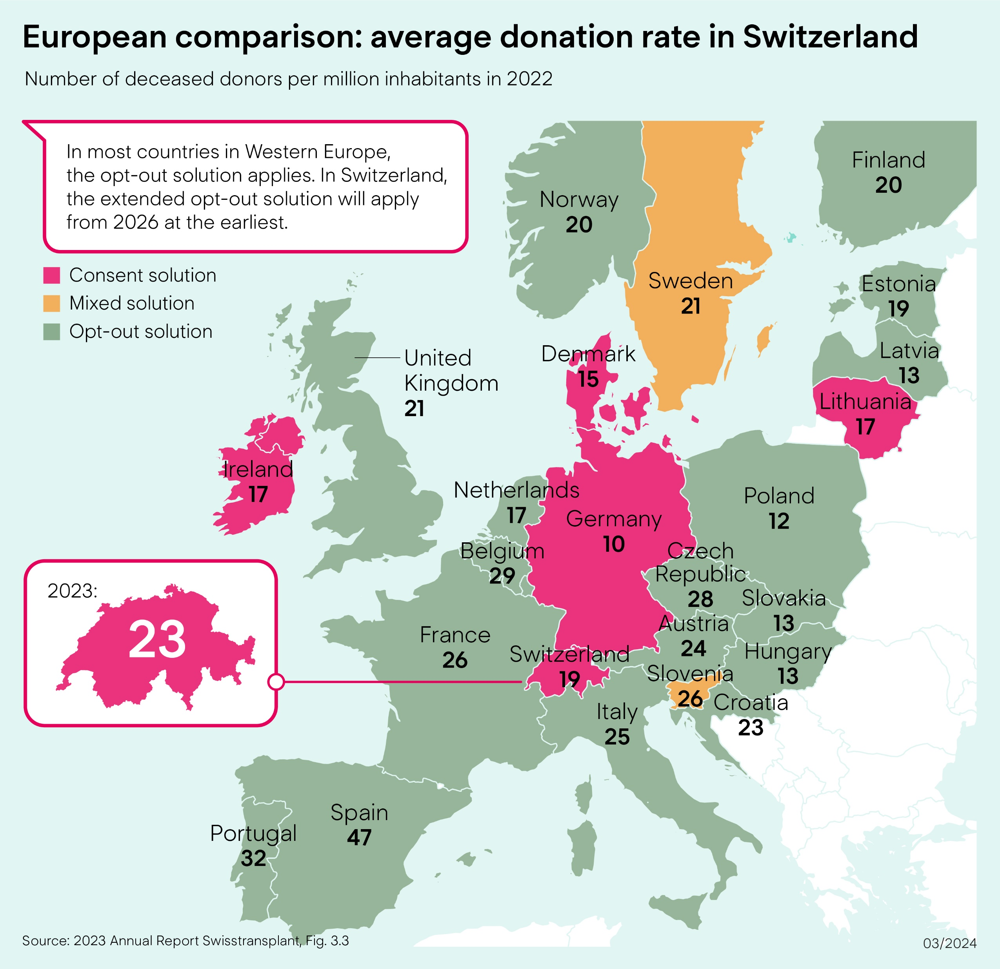 European comparison: average donation rate in Switzerland
Number of deceased donors per million inhabitants in 2022
In most countries in Western Europe,
the opt-out solution applies. In Switzerland,
the extended opt-out solution will apply
from 2026 at the earliest.
Consent solution
Mixed solution
Opt-out solution
Finland
20
Norway
20
Sweden
21
Estonia
19
Latvia
13
Lithuania
17
Denmark
15
United
Kingdom
21
Ireland
17
Netherlands
17
Germany
10
Poland
12
Belgium
29
Czech
Republic
28
Slovakia
13
Austria
24
Hungary
13
France
26
Switzerland
19
Slovenia
26
Croatia
23
Italy
25
2023:
23
Spain
47
Portugal
32
Source: 2023 Annual Report Swisstransplant, Fig. 3.3
03/2024